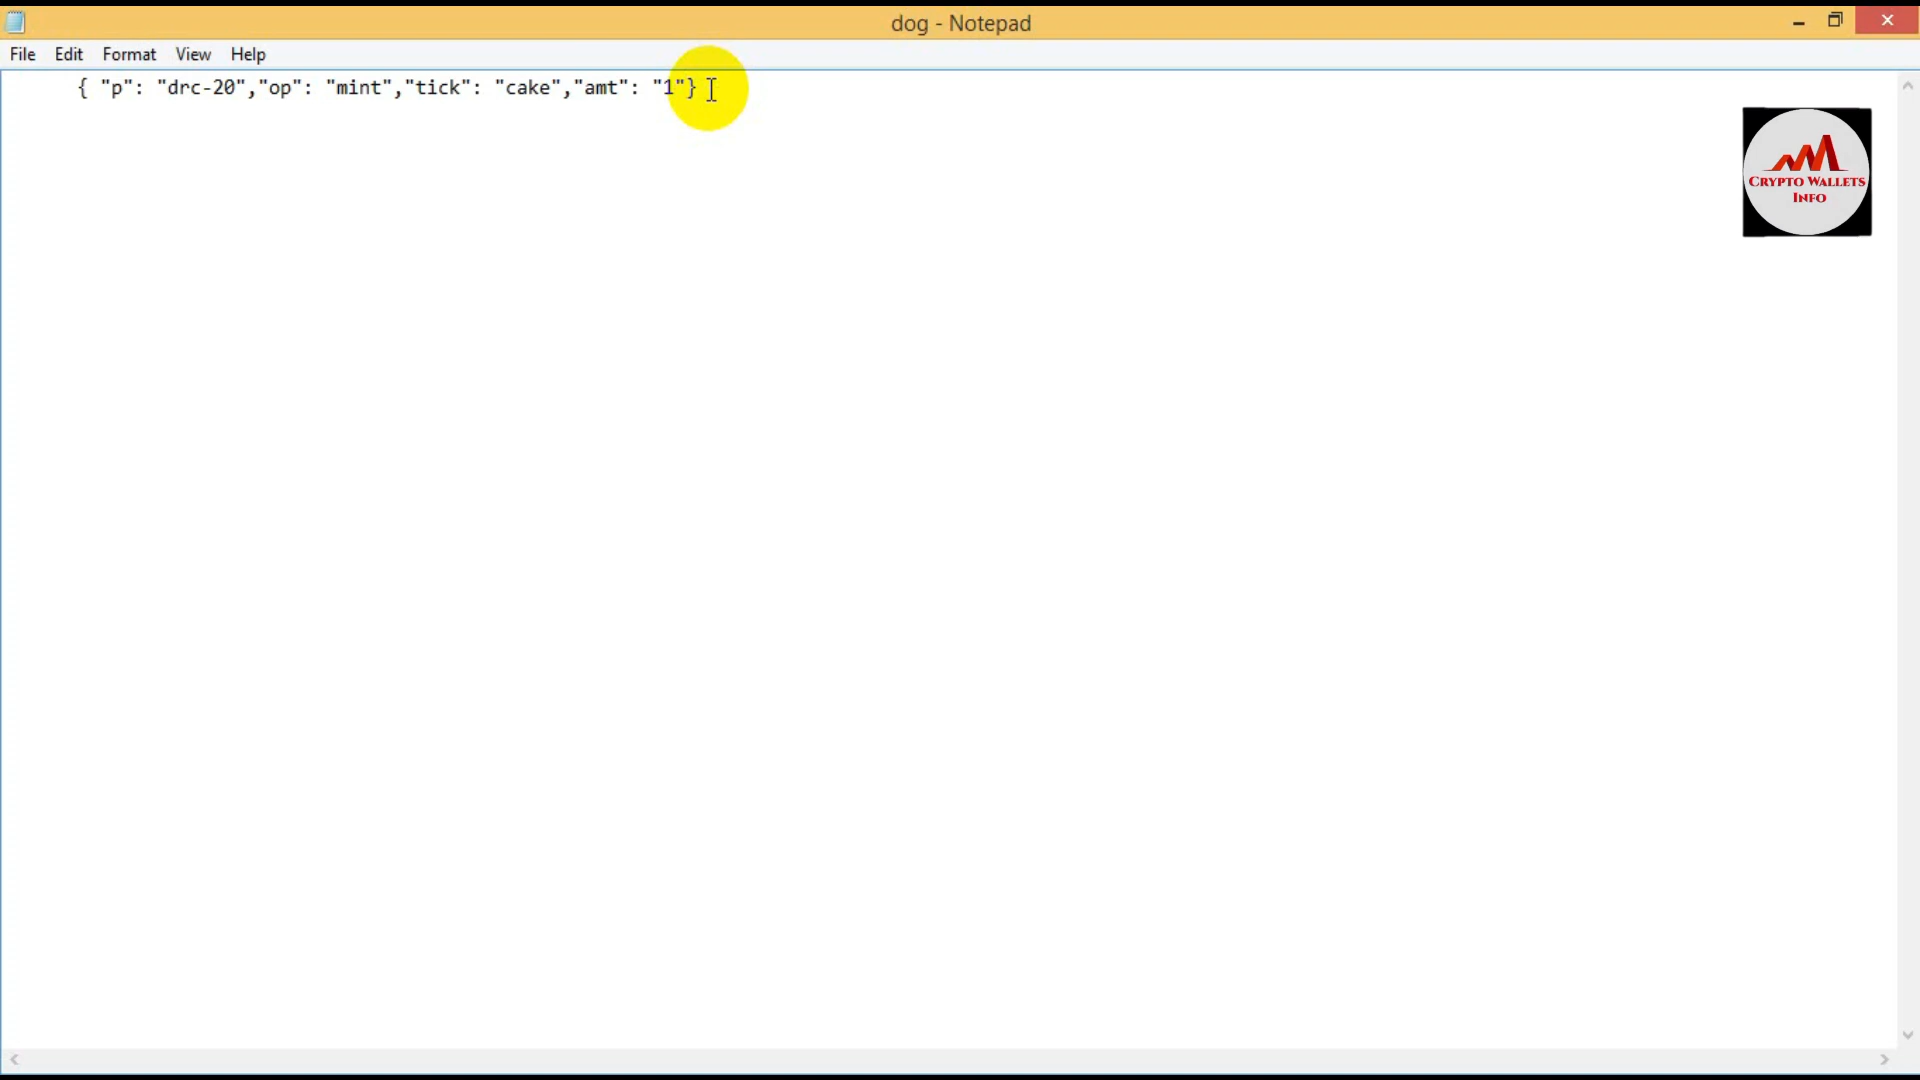 dog - Notepad
File Edit Format View Help
{ "p": "drc-20","op": "mint","tick": "cake","amt": "1"}
CRYPTO WALLETS
INFO